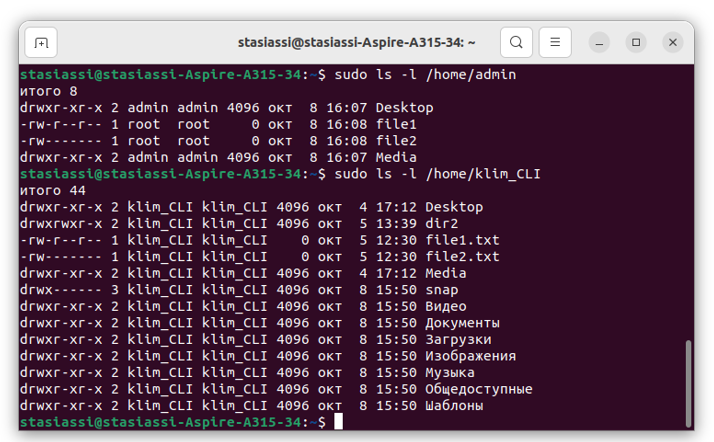 stasiassi@stasiassi-Aspire-A315-34: ~
stasiassi@stasiassi-Aspire-A315-34:~$ sudo ls -l /home/admin
итого 8
drwxr-xr-x 2 admin admin 4096 окт  8 16:07 Desktop
-rw-r--r-- 1 root  root     0 окт  8 16:08 file1
-rw------- 1 root  root     0 окт  8 16:08 file2
drwxr-xr-x 2 admin admin 4096 окт  8 16:07 Media
stasiassi@stasiassi-Aspire-A315-34:~$ sudo ls -l /home/klim_CLI
итого 44
drwxr-xr-x 2 klim_CLI klim_CLI 4096 окт  4 17:12 Desktop
drwxrwxr-x 2 klim_CLI klim_CLI 4096 окт  5 13:39 dir2
-rw-r--r-- 1 klim_CLI klim_CLI    0 окт  5 12:30 file1.txt
-rw------- 1 klim_CLI klim_CLI    0 окт  5 12:30 file2.txt
drwxr-xr-x 2 klim_CLI klim_CLI 4096 окт  4 17:12 Media
drwx------ 3 klim_CLI klim_CLI 4096 окт  8 15:50 snap
drwxr-xr-x 2 klim_CLI klim_CLI 4096 окт  8 15:50 Видео
drwxr-xr-x 2 klim_CLI klim_CLI 4096 окт  8 15:50 Документы
drwxr-xr-x 2 klim_CLI klim_CLI 4096 окт  8 15:50 Загрузки
drwxr-xr-x 2 klim_CLI klim_CLI 4096 окт  8 15:50 Изображения
drwxr-xr-x 2 klim_CLI klim_CLI 4096 окт  8 15:50 Музыка
drwxr-xr-x 2 klim_CLI klim_CLI 4096 окт  8 15:50 Общедоступные
drwxr-xr-x 2 klim_CLI klim_CLI 4096 окт  8 15:50 Шаблоны
stasiassi@stasiassi-Aspire-A315-34:~$